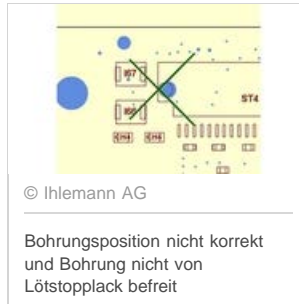 ST4
© Ihlemann AG
Bohrungsposition nicht korrekt
und Bohrung nicht von
Lötstopplack befreit